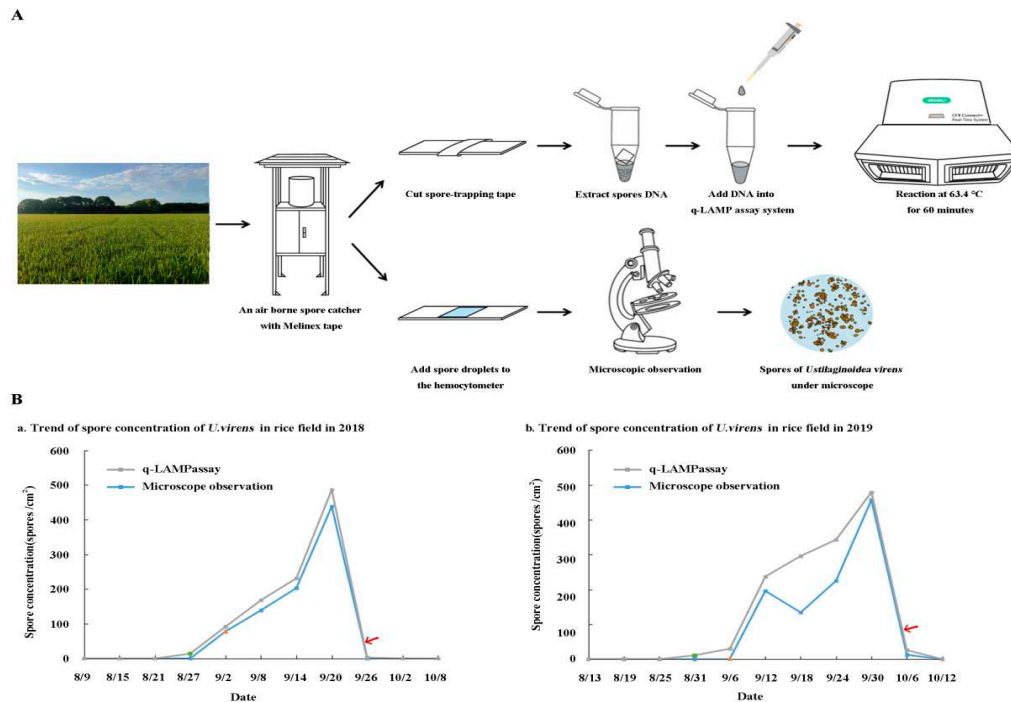 A
Cut spore-trapping tape
Extract spores DNA
Add DNA into
q-LAMP assay system
CFX Connect™
Real-Time System
Reaction at 63.4 °C
for 60 minutes
An air borne spore catcher
with Melinex tape
Add spore droplets to
the hemocytometer
Microscopic observation
Spores of Ustilaginoidea virens
under microscope
B
a. Trend of spore concentration of U.virens in rice field in 2018
Spore concentration(spores /cm²)
600
500
400
300
200
100
0
q-LAMPassay
Microscope observation
8/9 8/15 8/21 8/27 9/2 9/8 9/14 9/20 9/26 10/2 10/8
Date
b. Trend of spore concentration of U.virens in rice field in 2019
Spore concentration(spores /cm²)
600
500
400
300
200
100
0
q-LAMPassay
Microscope observation
8/13 8/19 8/25 8/31 9/6 9/12 9/18 9/24 9/30 10/6 10/12
Date